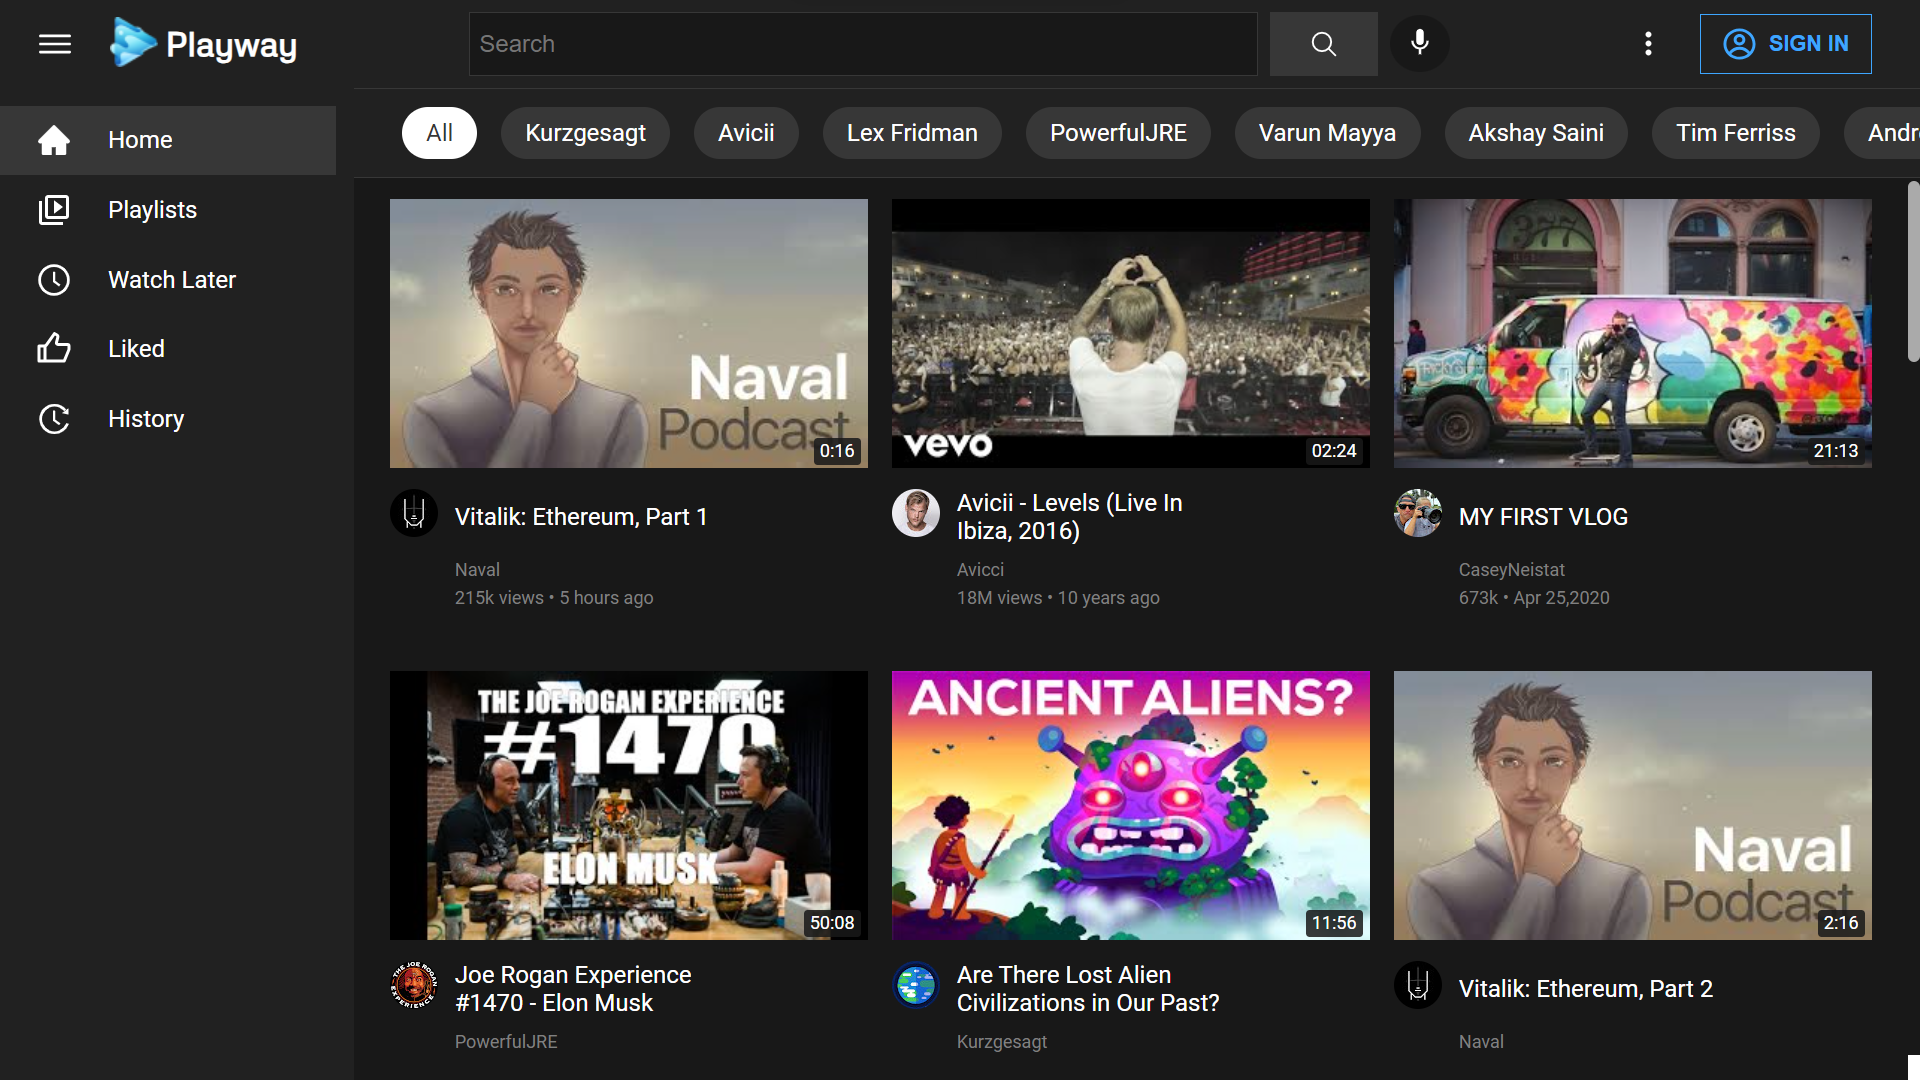 Playway
Search
SIGN IN
Home
Playlists
Watch Later
Liked
History
All
Kurzgesagt
Avicii
Lex Fridman
PowerfulJRE
Varun Mayya
Akshay Saini
Tim Ferriss
Andr
Naval
Podcast
0:16
vevo
02:24
377
21:13
Vitalik: Ethereum, Part 1
Naval
215k views • 5 hours ago
Avicii - Levels (Live In
Ibiza, 2016)
Avicci
18M views • 10 years ago
MY FIRST VLOG
CaseyNeistat
673k • Apr 25,2020
THE JOE ROGAN EXPERIENCE
#1470
ELON MUSK
50:08
ANCIENT ALIENS?
11:56
Naval
Podcast
2:16
THE JOE ROGAN
EXPERIENCE
Joe Rogan Experience
#1470 - Elon Musk
PowerfulJRE
Are There Lost Alien
Civilizations in Our Past?
Kurzgesagt
Vitalik: Ethereum, Part 2
Naval